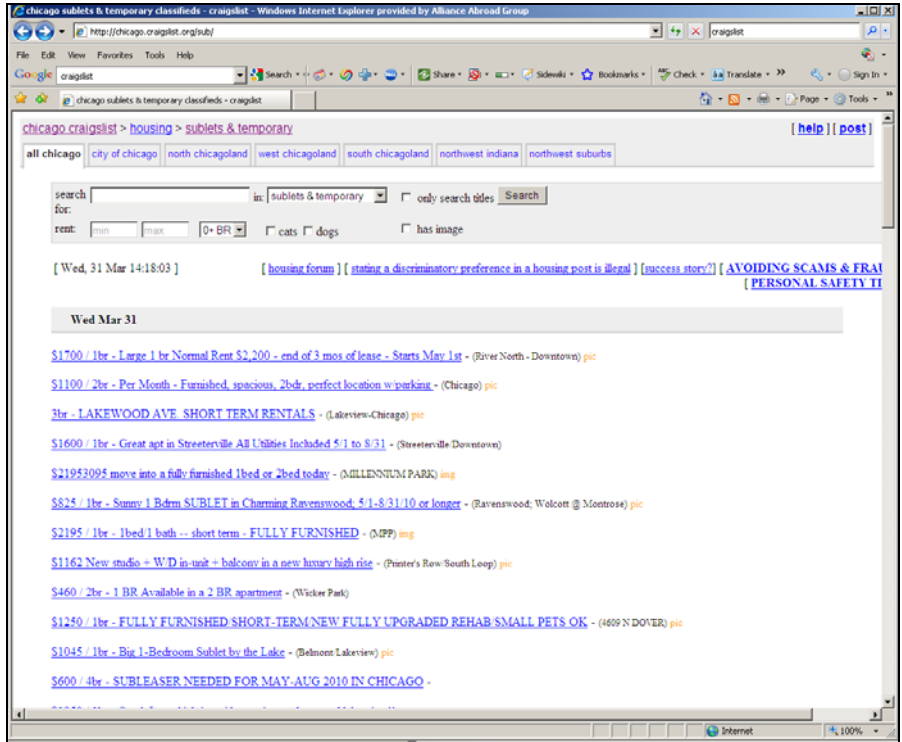 chicago sublets & temporary classifieds - craigslist - Windows Internet Explorer provided by Alliance Abroad Group
http://chicago.craigslist.org/sub/ craigslist
File Edit View Favorites Tools Help
Google craigslist Search Share Sidewiki Bookmarks Check Translate Sign In
chicago sublets & temporary classifieds - craigslist Page Tools
chicago craigslist > housing > sublets & temporary [ help ] [ post ]
all chicago city of chicago north chicagoland west chicagoland south chicagoland northwest indiana northwest suburbs
search for: in: sublets & temporary only search titles Search
rent: min max 0+ BR cats dogs has image
[ Wed, 31 Mar 14:18:03 ] [ housing forum ] [ stating a discriminatory preference in a housing post is illegal ] [success story?] [ AVOIDING SCAMS & FRAU
[ PERSONAL SAFETY TI
Wed Mar 31
$1700 / 1br - Large 1 br Normal Rent $2,200 - end of 3 mos of lease - Starts May 1st - (River North - Downtown) pic
$1100 / 2br - Per Month - Furnished, spacious, 2bdr, perfect location w/parking - (Chicago) pic
3br - LAKEWOOD AVE. SHORT TERM RENTALS - (Lakeview-Chicago) pic
$1600 / 1br - Great apt in Streeterville All Utilities Included 5/1 to 8/31 - (Streeterville/Downtown)
$21953095 move into a fully furnished 1bed or 2bed today - (MILLENNIUM PARK) img
$825 / 1br - Sunny 1 Bdrm SUBLET in Charming Ravenswood; 5/1-8/31/10 or longer - (Ravenswood; Wolcott @ Montrose) pic
$2195 / 1br - 1bed/1 bath -- short term - FULLY FURNISHED - (MPP) img
$1162 New studio + W/D in-unit + balcony in a new luxury high rise - (Printer's Row/South Loop) pic
$460 / 2br - 1 BR Available in a 2 BR apartment - (Wicker Park)
$1250 / 1br - FULLY FURNISHED/SHORT-TERM/NEW FULLY UPGRADED REHAB/SMALL PETS OK - (4609 N DOVER) pic
$1045 / 1br - Big 1-Bedroom Sublet by the Lake - (Belmont/Lakeview) pic
$600 / 4br - SUBLEASER NEEDED FOR MAY-AUG 2010 IN CHICAGO -
Internet 100%